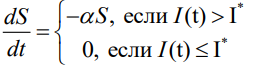 dS/dt = { −αS, если I(t) > I*
0, если I(t) ≤ I*